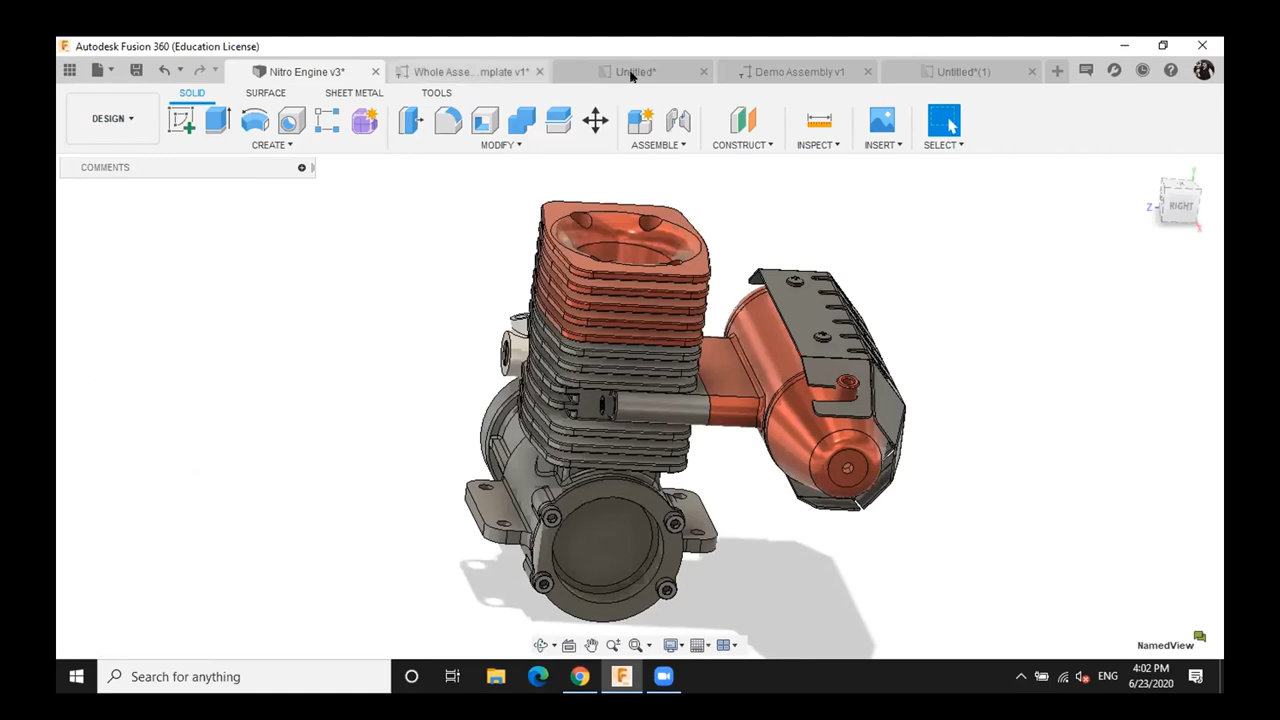 Autodesk Fusion 360 (Education License)
Nitro Engine v3*
Whole Asse...mplate v1*
Untitled*
Demo Assembly v1
Untitled*(1)
SOLID
SURFACE
SHEET METAL
TOOLS
DESIGN
CREATE
MODIFY
ASSEMBLE
CONSTRUCT
INSPECT
INSERT
SELECT
COMMENTS
Y
Z
RIGHT
X
NamedView
Search for anything
ENG
4:02 PM
6/23/2020